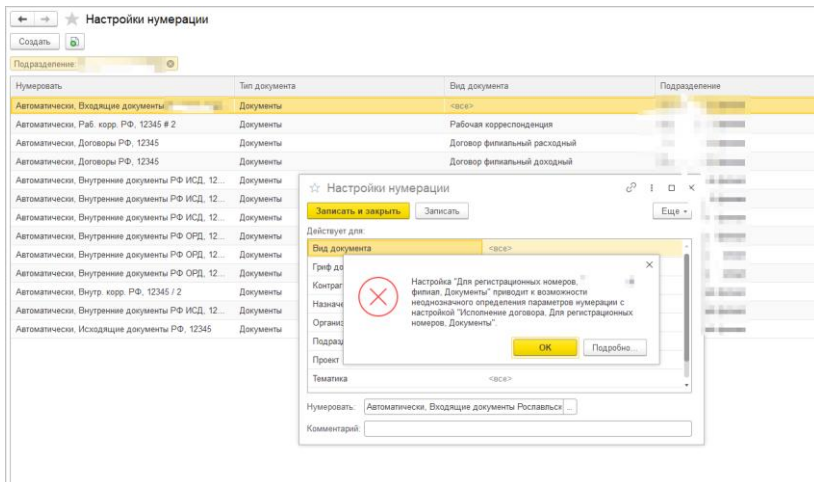 Настройки нумерации
Создать
Подразделение
Нумеровать Тип документа Вид документа Подразделение
Автоматически, Входящие документы Документы <все>
Автоматически, Раб. корр. РФ, 12345 # 2 Документы Рабочая корреспонденция
Автоматически, Договоры РФ, 12345 Документы Договор филиальный расходный
Автоматически, Договоры РФ, 12345 Документы Договор филиальный доходный
Автоматически, Внутренние документы РФ ИСД, 12... Документы
Автоматически, Внутренние документы РФ ИСД, 12... Документы
Автоматически, Внутренние документы РФ ИСД, 12... Документы
Автоматически, Внутренние документы РФ ОРД, 12... Документы
Автоматически, Внутренние документы РФ ОРД, 12... Документы
Автоматически, Внутренние документы РФ ОРД, 12... Документы
Автоматически, Внутр. корр. РФ, 12345 / 2 Документы
Автоматически, Внутренние документы РФ ИСД, 12... Документы
Автоматически, Исходящие документы РФ, 12345 Документы
Настройки нумерации
Записать и закрыть Записать Еще
Действует для:
Вид документа <все>
Гриф до
Контраг
Назначе
Организ
Подразд
Проект
Тематика <все>
Настройка "Для регистрационных номеров,
филиал, Документы" приводит к возможности
неоднозначного определения параметров нумерации с
настройкой "Исполнение договора. Для регистрационных
номеров, Документы".
ОК Подробно...
Нумеровать: Автоматически, Входящие документы Рославльск ...
Комментарий: